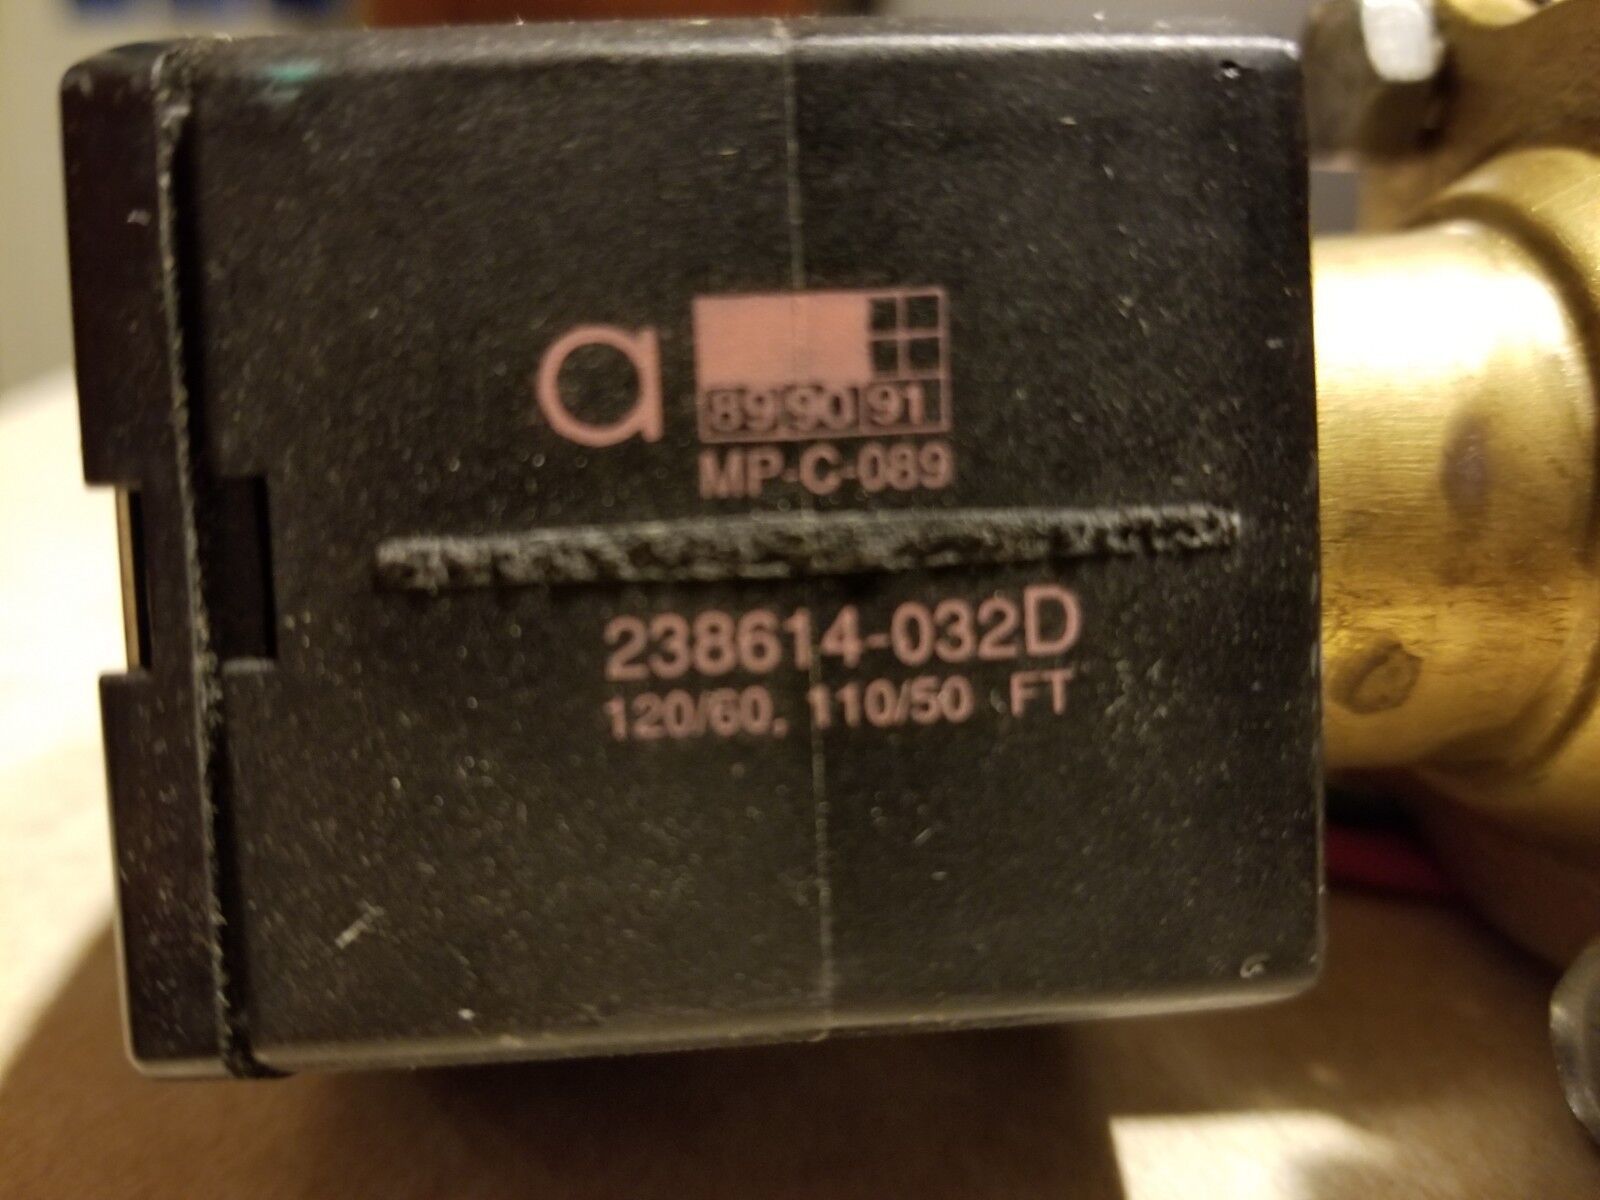 a
89 90 91
MP-C-089
238614-032D
120/60, 110/50 FT